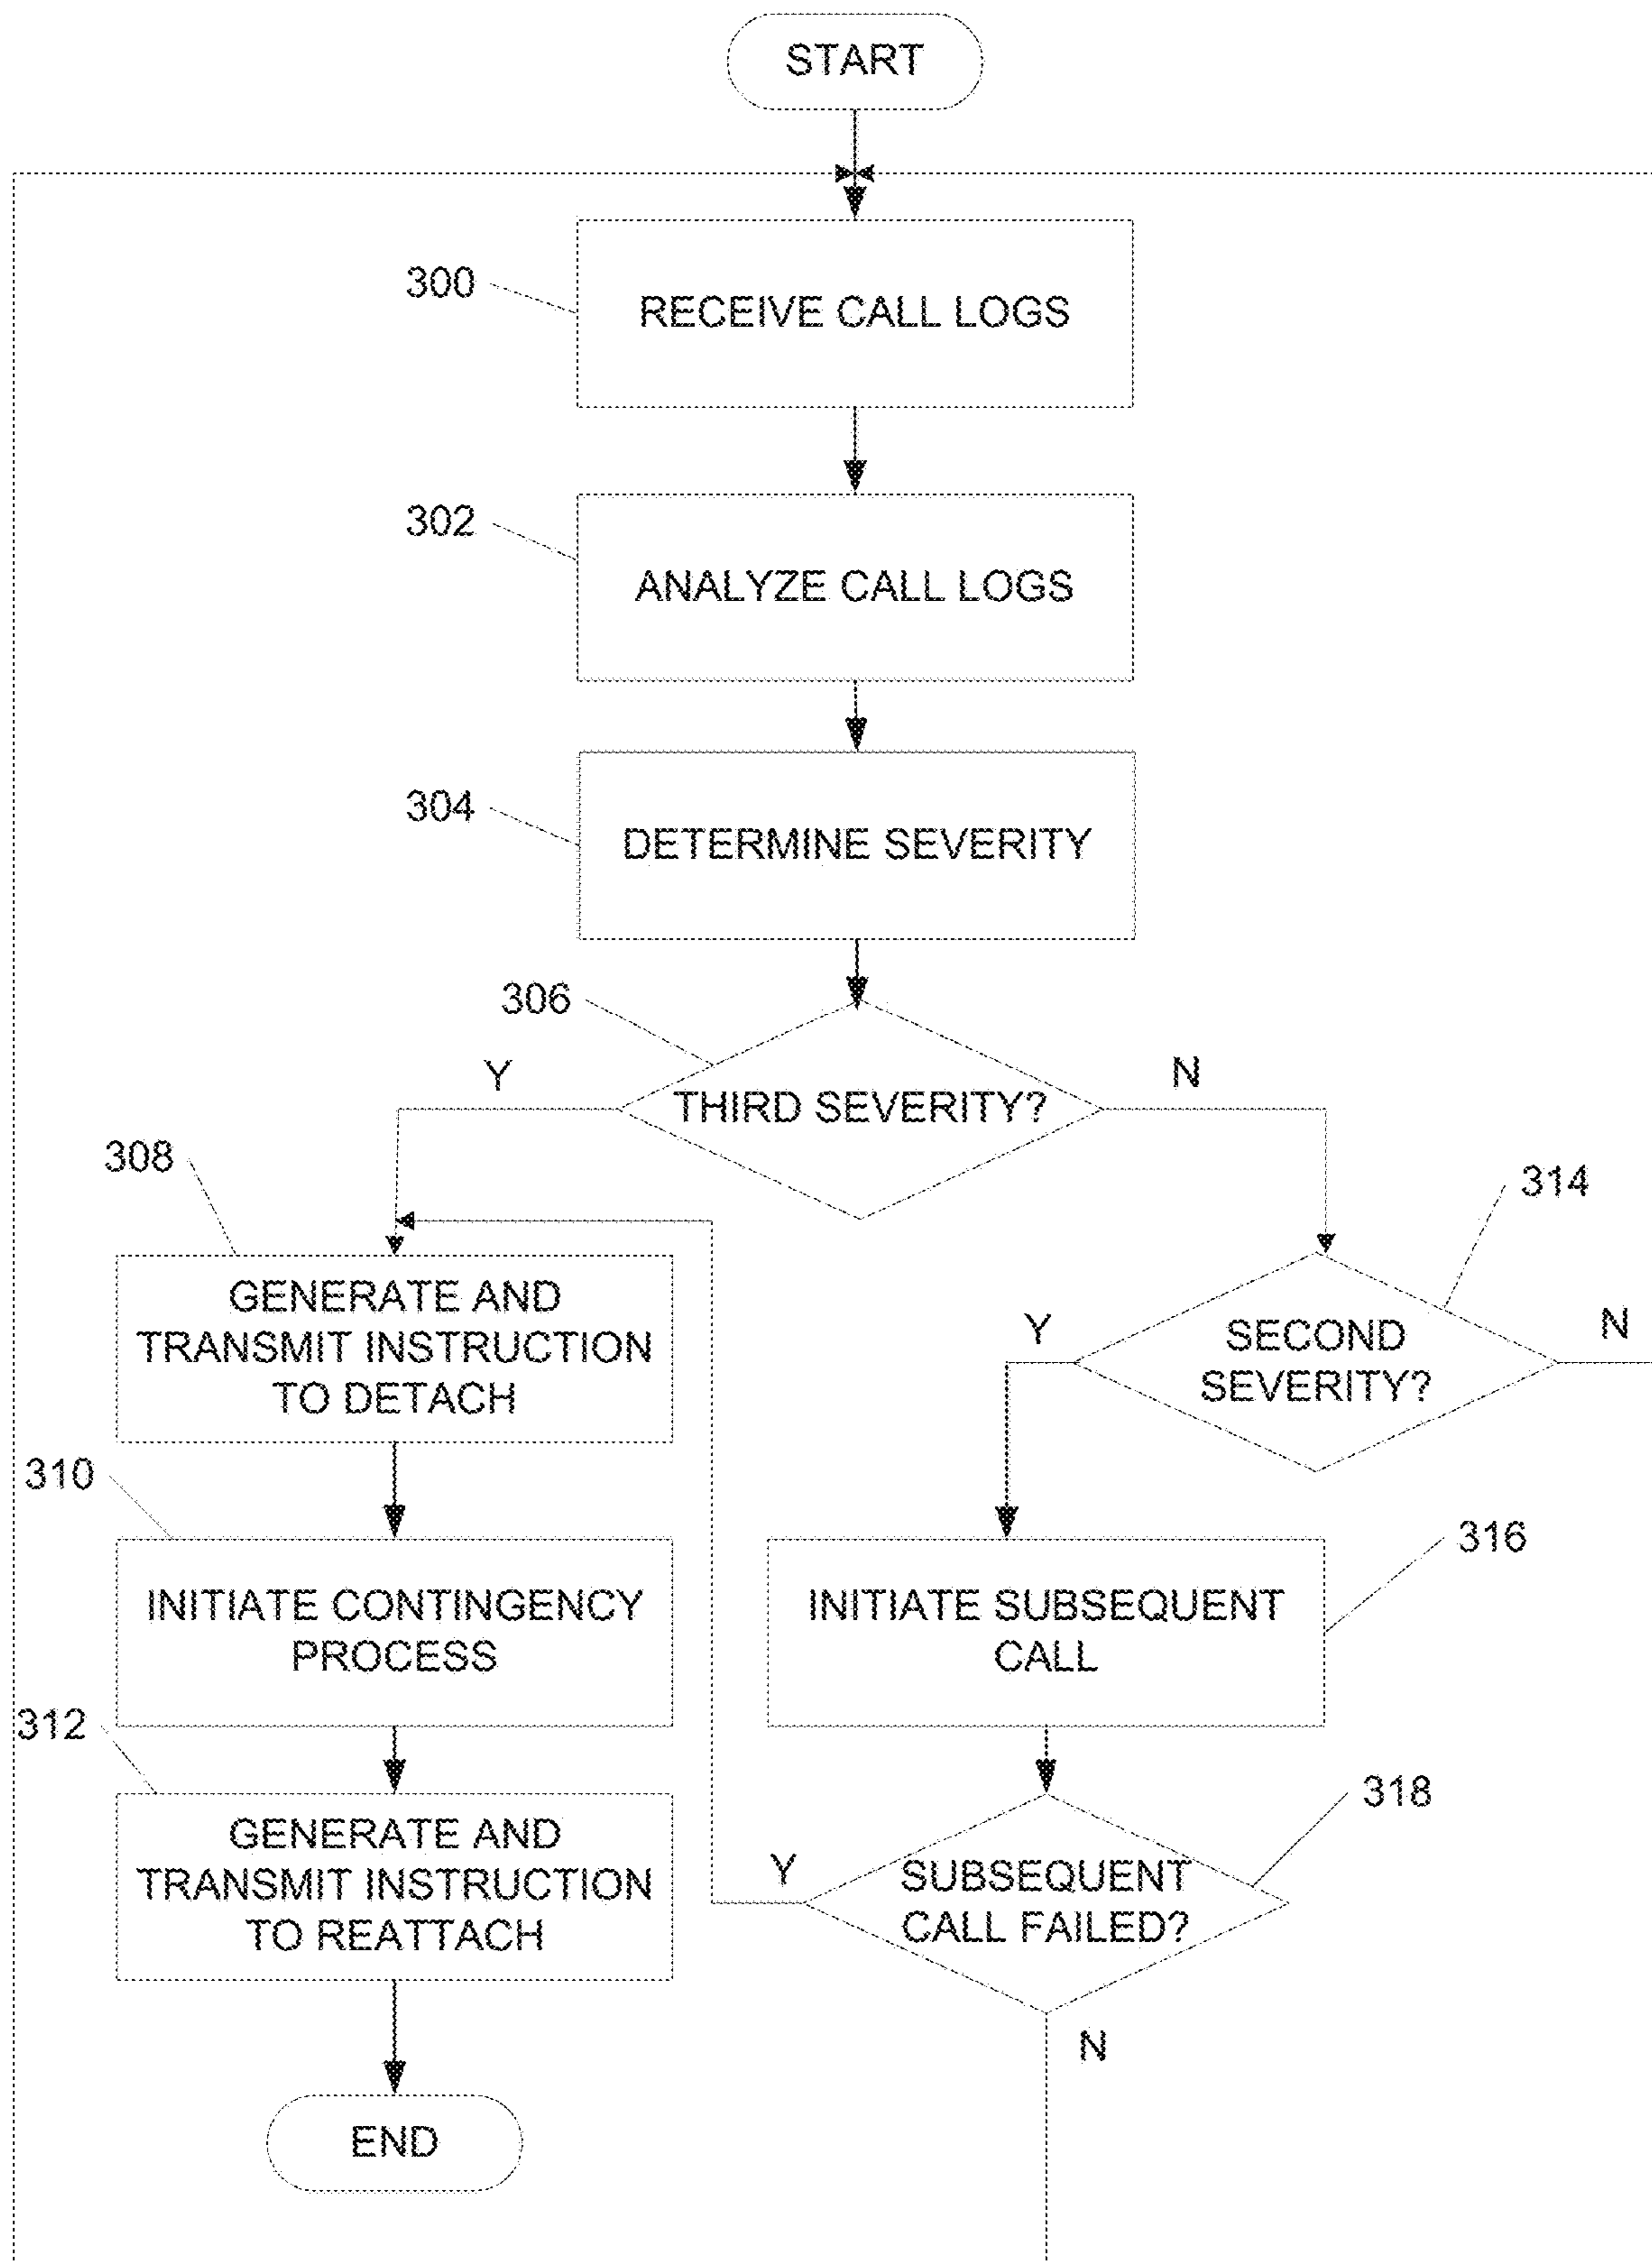 START
300
RECEIVE CALL LOGS
302
ANALYZE CALL LOGS
304
DETERMINE SEVERITY
306
Y
THIRD SEVERITY?
N
308
GENERATE AND
TRANSMIT INSTRUCTION
TO DETACH
314
Y
SECOND
SEVERITY?
N
310
INITIATE CONTINGENCY
PROCESS
INITIATE SUBSEQUENT
CALL
316
312
GENERATE AND
TRANSMIT INSTRUCTION
TO REATTACH
318
Y
SUBSEQUENT
CALL FAILED?
N
END